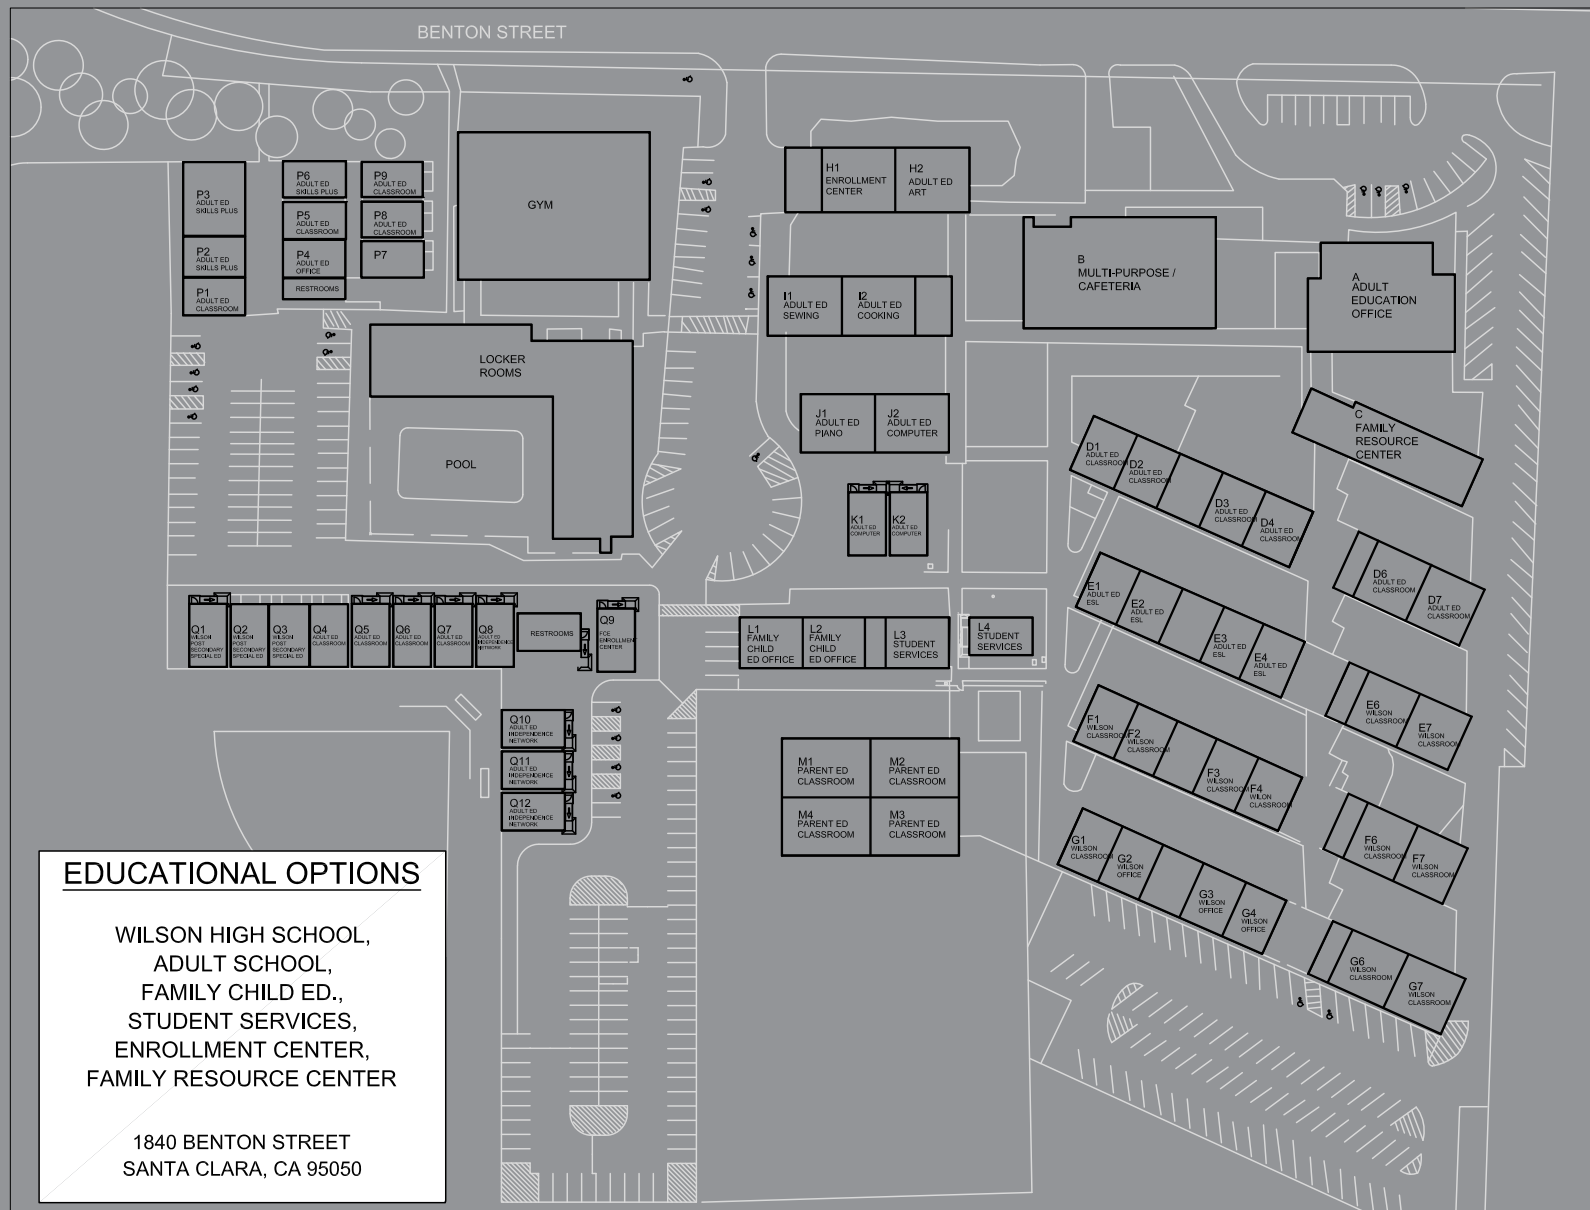 BENTON STREET
P3
ADULT ED
SKILLS PLUS
P2
ADULT ED
SKILLS PLUS
P1
ADULT ED
CLASSROOM
P6
ADULT ED
SKILLS PLUS
P5
ADULT ED
CLASSROOM
P4
ADULT ED
OFFICE
RESTROOMS
P9
ADULT ED
CLASSROOM
P8
ADULT ED
CLASSROOM
P7
GYM
LOCKER
ROOMS
POOL
H1
ENROLLMENT
CENTER
H2
ADULT ED
ART
I1
ADULT ED
SEWING
I2
ADULT ED
COOKING
J1
ADULT ED
PIANO
J2
ADULT ED
COMPUTER
K1
ADULT ED
COMPUTER
K2
ADULT ED
COMPUTER
B
MULTI-PURPOSE /
CAFETERIA
A
ADULT
EDUCATION
OFFICE
C
FAMILY
RESOURCE
CENTER
D1
ADULT ED
CLASSROOM
D2
ADULT ED
CLASSROOM
D3
ADULT ED
CLASSROOM
D4
ADULT ED
CLASSROOM
D6
ADULT ED
CLASSROOM
D7
ADULT ED
CLASSROOM
E1
ADULT ED
ESL
E2
ADULT ED
ESL
E3
ADULT ED
ESL
E4
ADULT ED
ESL
E6
WILSON
CLASSROOM
E7
WILSON
CLASSROOM
F1
WILSON
CLASSROOM
F2
WILSON
CLASSROOM
F3
WILSON
CLASSROOM
F4
WILON
CLASSROOM
F6
WILSON
CLASSROOM
F7
WILSON
CLASSROOM
G1
WILSON
CLASSROOM
G2
WILSON
OFFICE
G3
WILSON
OFFICE
G4
WILSON
OFFICE
G6
WILSON
CLASSROOM
G7
WILSON
CLASSROOM
Q1
WILSON
POST
SECONDARY
SPECIAL ED
Q2
WILSON
POST
SECONDARY
SPECIAL ED
Q3
WILSON
POST
SECONDARY
SPECIAL ED
Q4
ADULT ED
CLASSROOM
Q5
ADULT ED
CLASSROOM
Q6
ADULT ED
CLASSROOM
Q7
ADULT ED
CLASSROOM
Q8
ADULT ED
INDEPENDENCE
NETWORK
RESTROOMS
Q9
FCE
ENROLLMENT
CENTER
L1
FAMILY
CHILD
ED OFFICE
L2
FAMILY
CHILD
ED OFFICE
L3
STUDENT
SERVICES
L4
STUDENT
SERVICES
Q10
ADULT ED
INDEPENDENCE
NETWORK
Q11
ADULT ED
INDEPENDENCE
NETWORK
Q12
ADULT ED
INDEPENDENCE
NETWORK
M1
PARENT ED
CLASSROOM
M2
PARENT ED
CLASSROOM
M4
PARENT ED
CLASSROOM
M3
PARENT ED
CLASSROOM
EDUCATIONAL OPTIONS
WILSON HIGH SCHOOL,
ADULT SCHOOL,
FAMILY CHILD ED.,
STUDENT SERVICES,
ENROLLMENT CENTER,
FAMILY RESOURCE CENTER
1840 BENTON STREET
SANTA CLARA, CA 95050